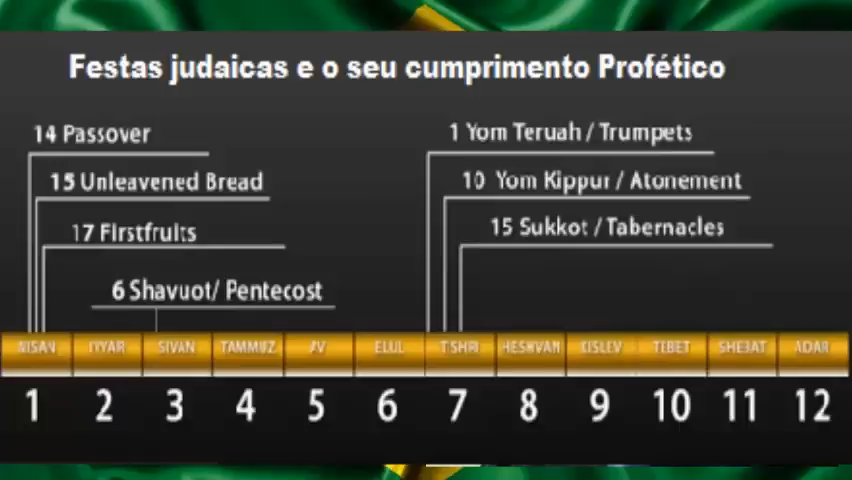 Festas judaicas e o seu cumprimento Profético
14 Passover
15 Unleavened Bread
17 Firstfruits
6 Shavuot/ Pentecost
1 Yom Teruah / Trumpets
10 Yom Kippur / Atonement
15 Sukkot / Tabernacles
NISAN IYYAR SIVAN TAMMUZ AV ELUL TISHRI HESHVAN KISLEV TEBET SHEBAT ADAR
1 2 3 4 5 6 7 8 9 10 11 12